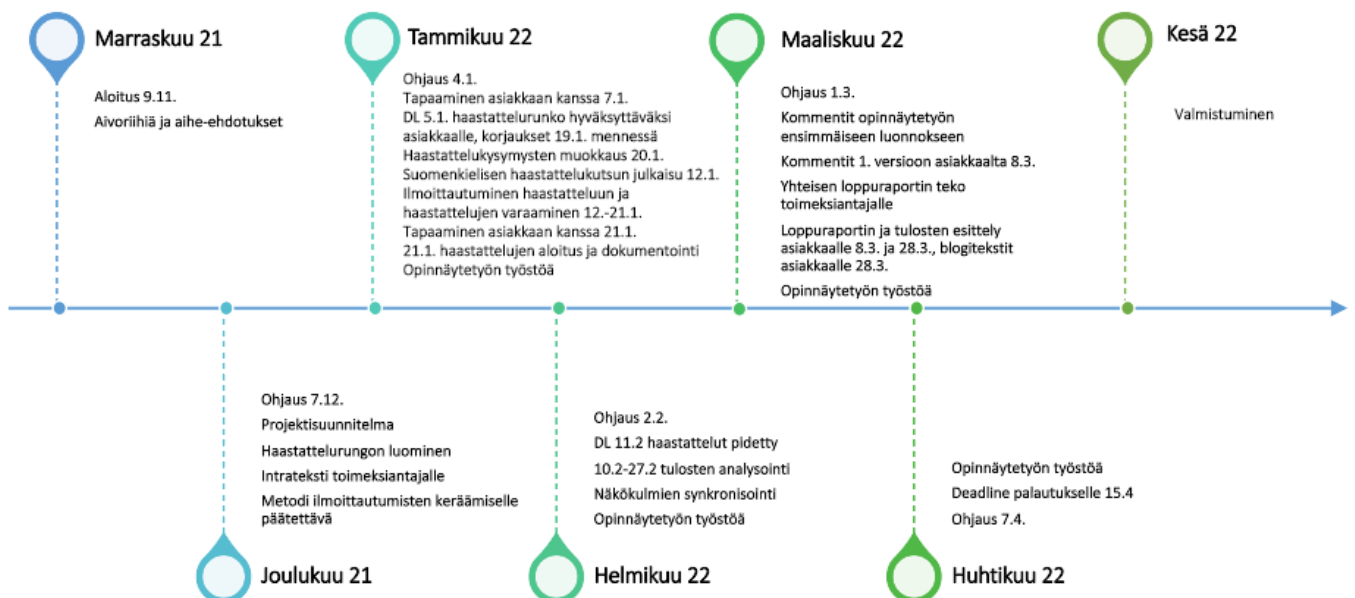 Marraskuu 21
Aloitus 9.11.
Aivoriihiä ja aihe-ehdotukset
Tammikuu 22
Ohjaus 4.1.
Tapaaminen asiakkaan kanssa 7.1.
DL 5.1. haastattelurunko hyväksyttäväksi
asiakkaalle, korjaukset 19.1. mennessä
Haastattelukysymysten muokkaus 20.1.
Suomenkielisen haastattelukutsun julkaisu 12.1.
Ilmoittautuminen haastatteluun ja
haastattelujen varaaminen 12.-21.1.
Tapaaminen asiakkaan kanssa 21.1.
21.1. haastattelujen aloitus ja dokumentointi
Opinnäytetyön työstöä
Maaliskuu 22
Ohjaus 1.3.
Kommentit opinnäytetyön
ensimmäiseen luonnokseen
Kommentit 1. versioon asiakkaalta 8.3.
Yhteisen loppuraportin teko
toimeksiantajalle
Loppuraportin ja tulosten esittely
asiakkaalle 8.3. ja 28.3., blogitekstit
asiakkaalle 28.3.
Opinnäytetyön työstöä
Kesä 22
Valmistuminen
Ohjaus 7.12.
Projektisuunnitelma
Haastattelurungon luominen
Intrateksti toimeksiantajalle
Metodi ilmoittautumisten keräämiselle
päätettävä
Joulukuu 21
Ohjaus 2.2.
DL 11.2 haastattelut pidetty
10.2-27.2 tulosten analysointi
Näkökulmien synkronisointi
Opinnäytetyön työstöä
Helmikuu 22
Opinnäytetyön työstöä
Deadline palautukselle 15.4
Ohjaus 7.4.
Huhtikuu 22